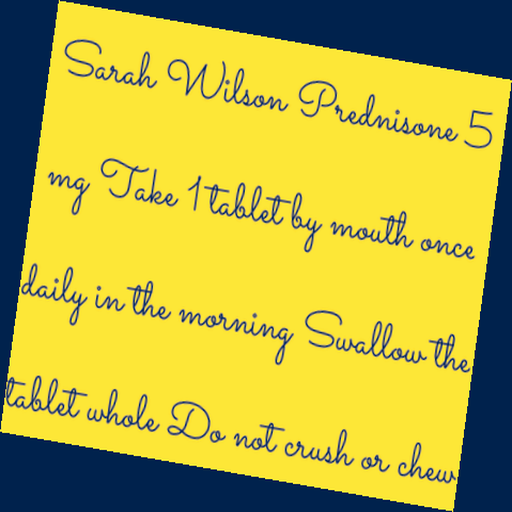 Sarah Wilson Prednisone 5
mg Take 1 tablet by mouth once
daily in the morning Swallow the
tablet whole Do not crush or chew